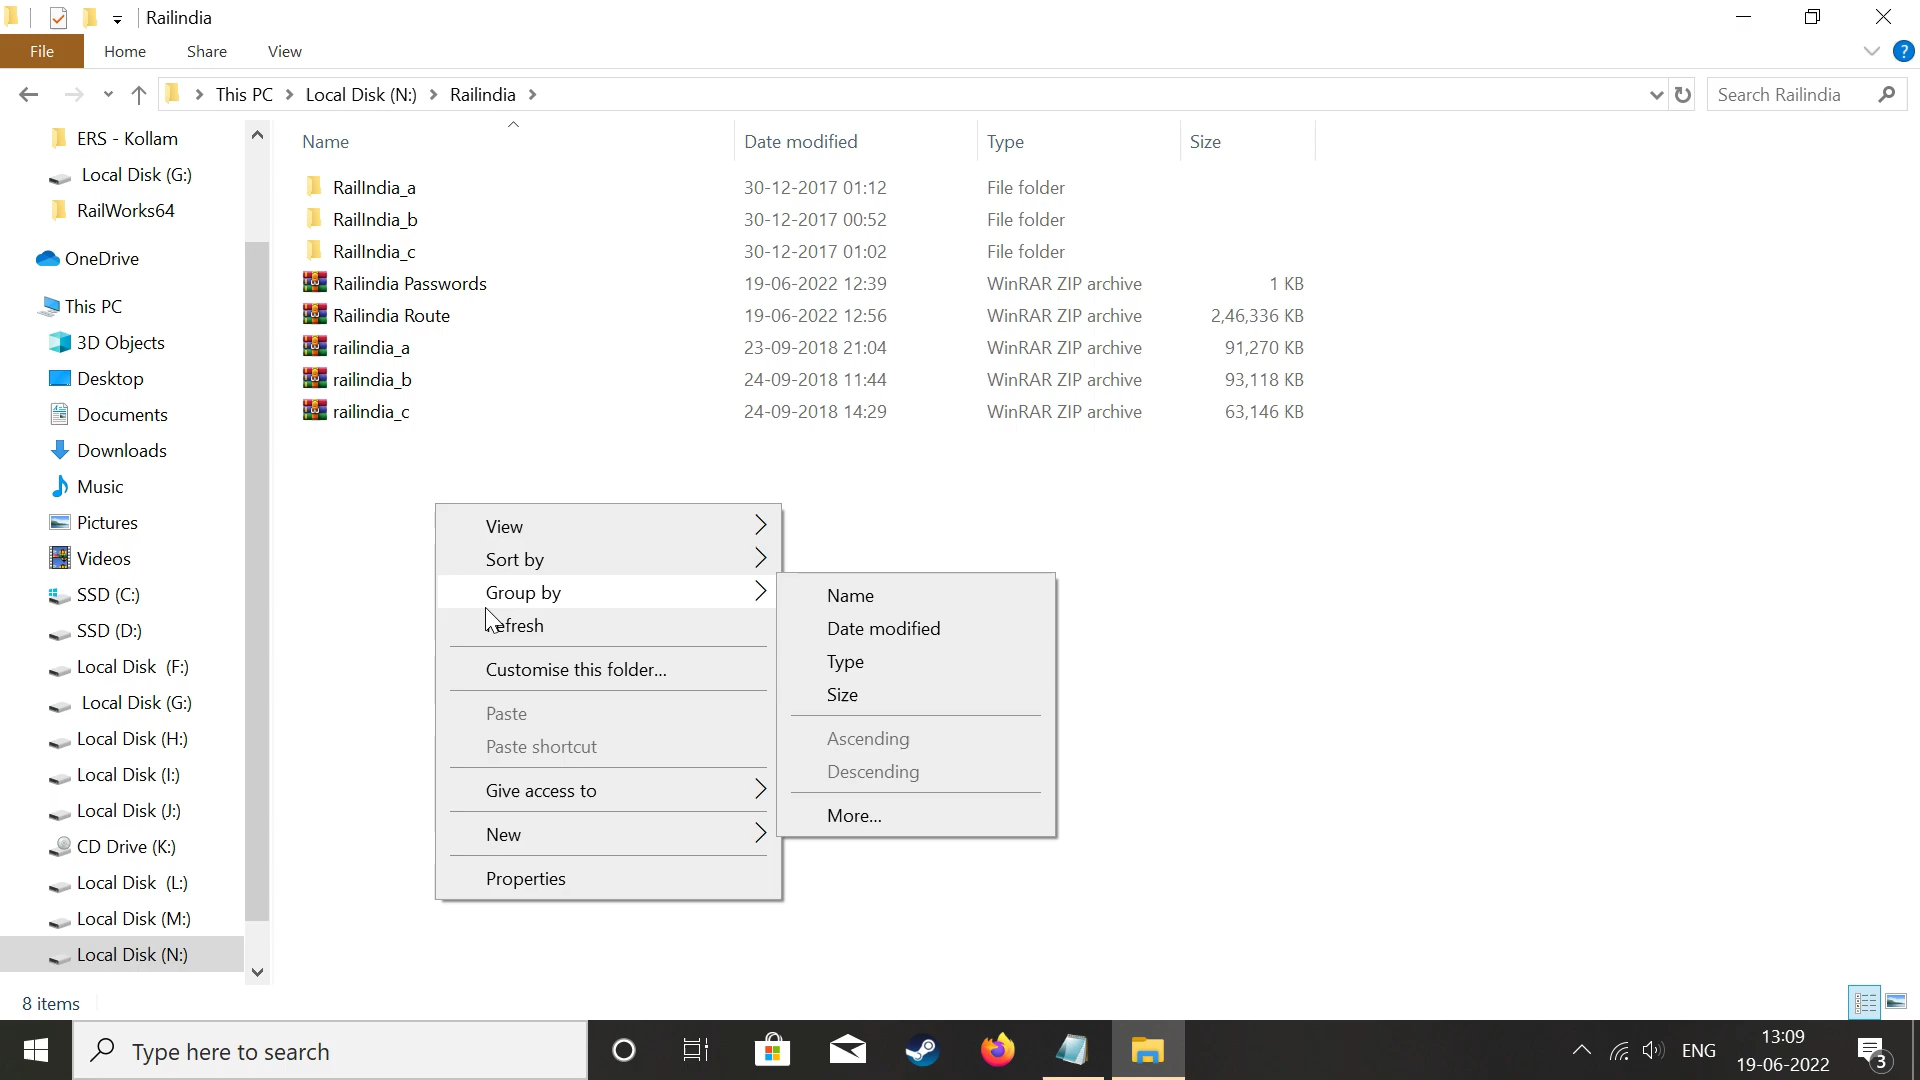 Railindia
File Home Share View
This PC Local Disk (N:) Railindia Search Railindia
ERS - Kollam
Local Disk (G:)
RailWorks64
OneDrive
This PC
3D Objects
Desktop
Documents
Downloads
Music
Pictures
Videos
SSD (C:)
SSD (D:)
Local Disk (F:)
Local Disk (G:)
Local Disk (H:)
Local Disk (I:)
Local Disk (J:)
CD Drive (K:)
Local Disk (L:)
Local Disk (M:)
Local Disk (N:)
Name Date modified Type Size
RailIndia_a 30-12-2017 01:12 File folder
RailIndia_b 30-12-2017 00:52 File folder
RailIndia_c 30-12-2017 01:02 File folder
Railindia Passwords 19-06-2022 12:39 WinRAR ZIP archive 1 KB
Railindia Route 19-06-2022 12:56 WinRAR ZIP archive 2,46,336 KB
railindia_a 23-09-2018 21:04 WinRAR ZIP archive 91,270 KB
railindia_b 24-09-2018 11:44 WinRAR ZIP archive 93,118 KB
railindia_c 24-09-2018 14:29 WinRAR ZIP archive 63,146 KB
View
Sort by
Group by
Refresh
Customise this folder...
Paste
Paste shortcut
Give access to
New
Properties
Name
Date modified
Type
Size
Ascending
Descending
More...
8 items
Type here to search
ENG
13:09
19-06-2022
3